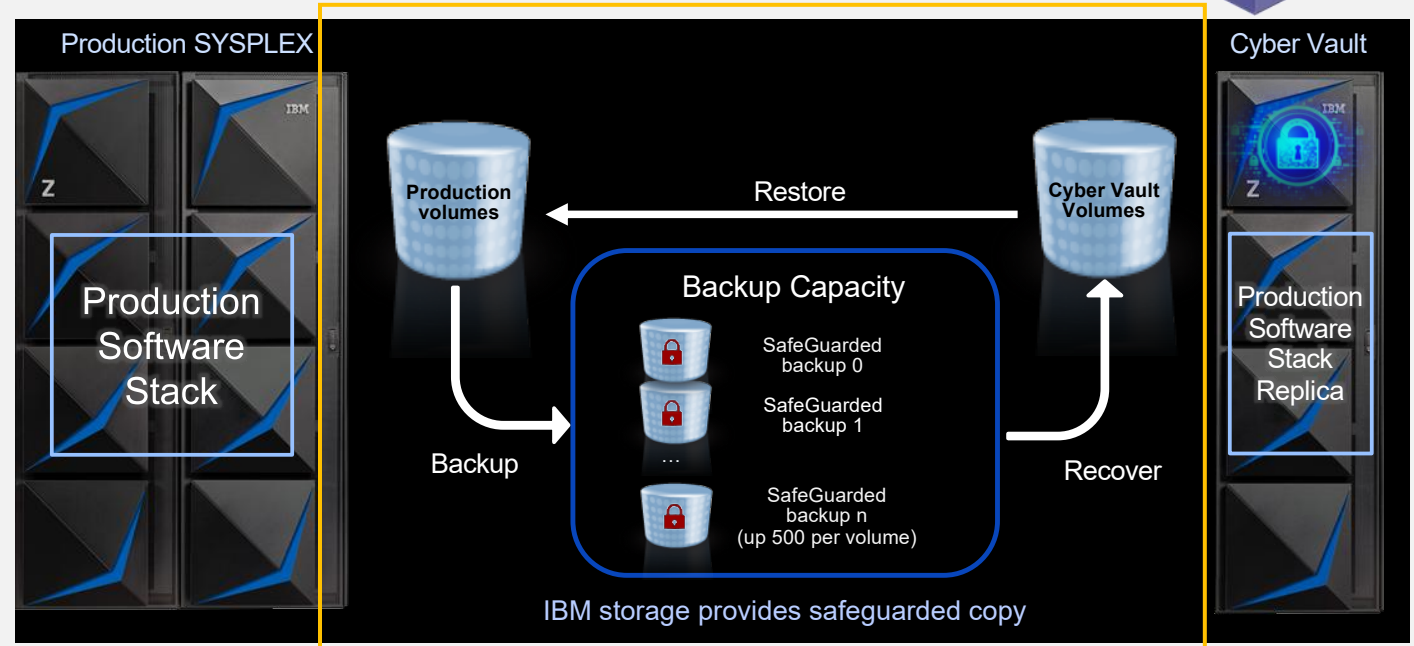 Production SYSPLEX
Cyber Vault
IBM
IBM
Z
Z
Production
volumes
Restore
Cyber Vault
Volumes
Production
Software
Stack
Backup Capacity
SafeGuarded
backup 0
SafeGuarded
backup 1
...
SafeGuarded
backup n
(up 500 per volume)
Backup
Recover
Production
Software
Stack
Replica
IBM storage provides safeguarded copy